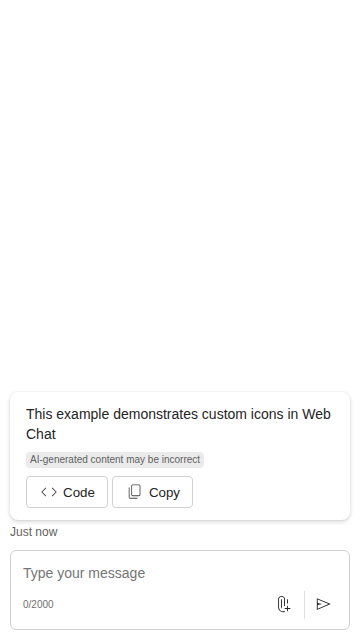 This example demonstrates custom icons in Web
Chat
AI-generated content may be incorrect
Code
Copy
Just now
Type your message
0/2000